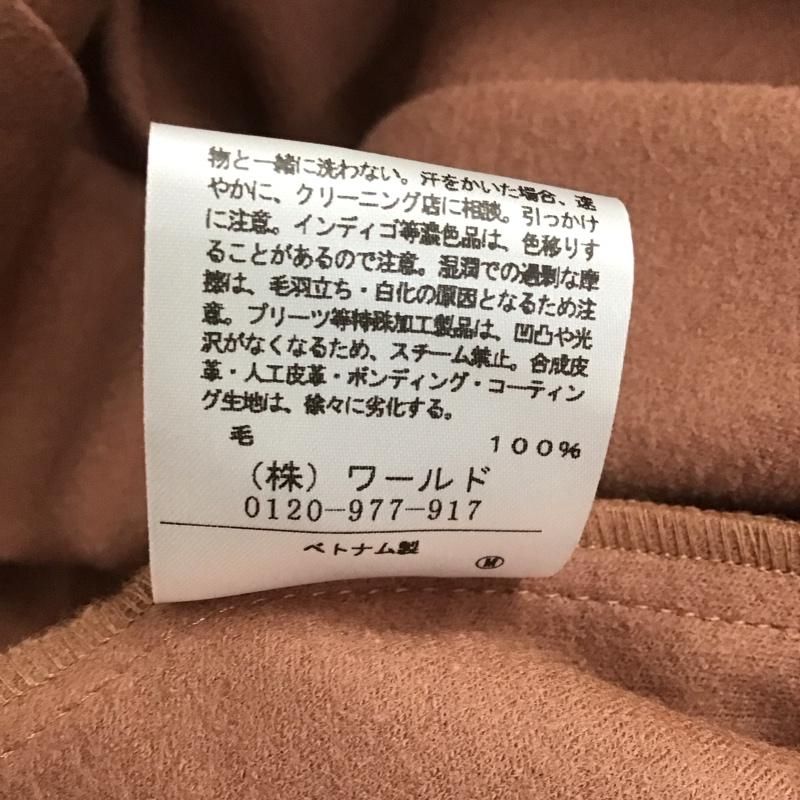 物と一緒に洗わない。汗をかいた場合、速
やかに、クリーニング店に相談。引っかけ
に注意。インディゴ等濃色品は、色移りす
ることがあるので注意。湿潤での過剰な摩
擦は、毛羽立ち・白化の原因となるため注
意。プリーツ等特殊加工製品は、凹凸や光
沢がなくなるため、スチーム禁止。合成皮
革・人工皮革・ボンディング・コーティン
グ生地は、徐々に劣化する。
毛 100%
(株) ワールド
0120-977-917
ベトナム製
M